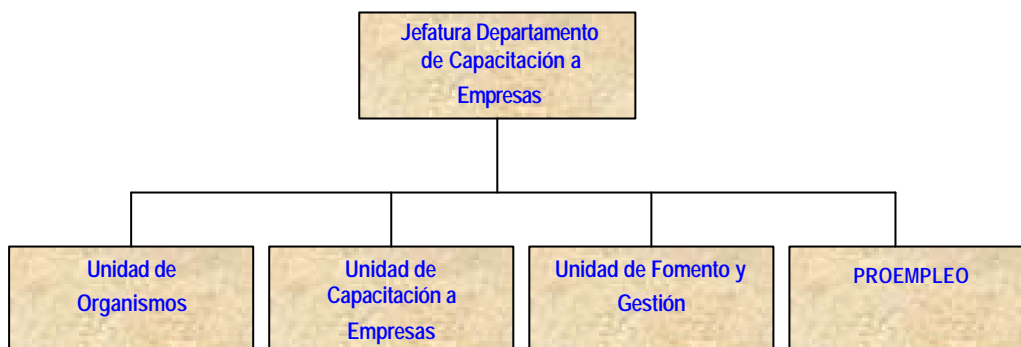 Jefatura Departamento
de Capacitación a
Empresas
Unidad de
Organismos
Unidad de
Capacitación a
Empresas
Unidad de Fomento y
Gestión
PROEMPLEO